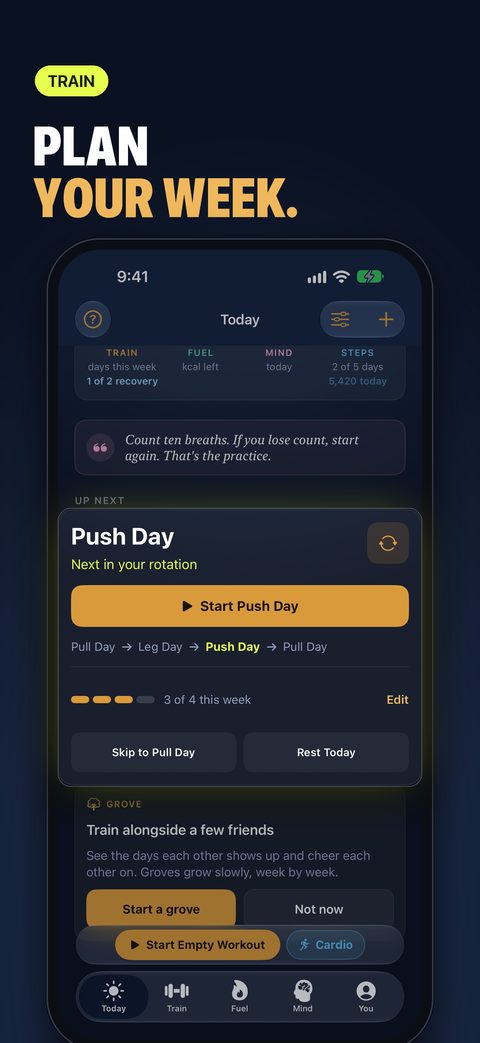 TRAIN
PLAN
YOUR WEEK.
9:41
Today
TRAIN FUEL MIND STEPS
days this week kcal left today 2 of 5 days
1 of 2 recovery 5,420 today
Count ten breaths. If you lose count, start
again. That's the practice.
UP NEXT
Push Day
Next in your rotation
Start Push Day
Pull Day → Leg Day → Push Day → Pull Day
3 of 4 this week Edit
Skip to Pull Day Rest Today
GROVE
Train alongside a few friends
See the days each other shows up and cheer each
other on. Groves grow slowly, week by week.
Start a grove Not now
Start Empty Workout Cardio
Today Train Fuel Mind You